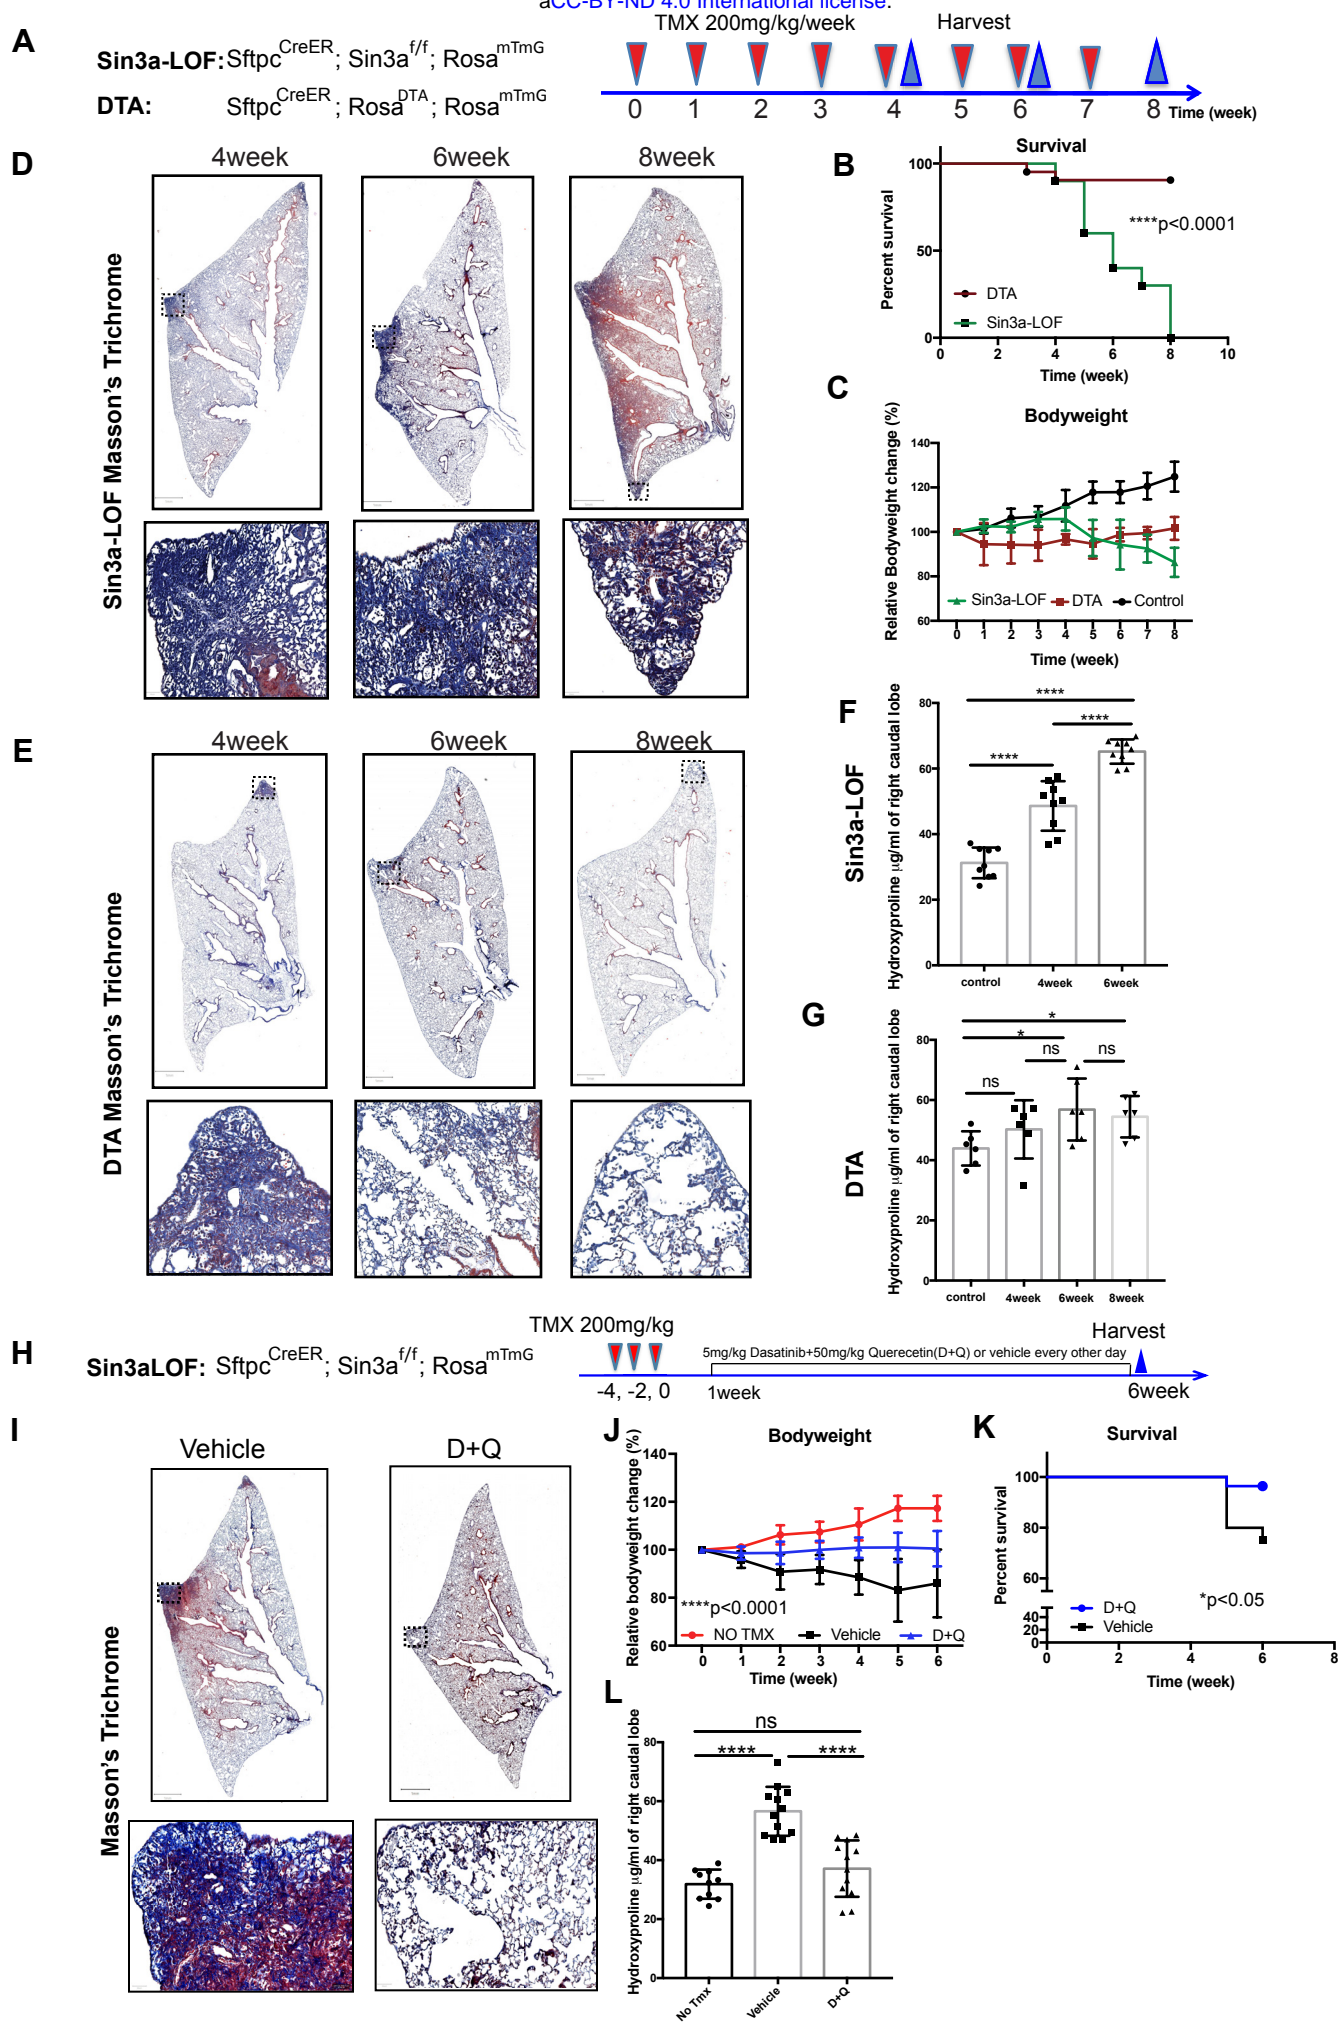 aCC-BY-ND 4.0 International license.
A
Sin3a-LOF: Sftpc^CreER; Sin3a^f/f; Rosa^mTmG
DTA: Sftpc^CreER; Rosa^DTA; Rosa^mTmG
TMX 200mg/kg/week
Harvest
0 1 2 3 4 5 6 7 8 Time (week)
D
4week 6week 8week
Sin3a-LOF Masson's Trichrome
B
Survival
Percent survival
100
50
0
****p<0.0001
DTA
Sin3a-LOF
0 2 4 6 8 10
Time (week)
C
Bodyweight
Relative Bodyweight change (%)
140
120
100
80
60
Sin3a-LOF DTA Control
0 1 2 3 4 5 6 7 8
Time (week)
E
4week 6week 8week
DTA Masson's Trichrome
F
Sin3a-LOF
Hydroxyproline µg/ml of right caudal lobe
80
60
40
20
0
****
****
****
control 4week 6week
G
DTA
Hydroxyproline µg/ml of right caudal lobe
80
60
40
20
0
*
*
ns ns
ns
control 4week 6week 8week
H
Sin3aLOF: Sftpc^CreER; Sin3a^f/f; Rosa^mTmG
TMX 200mg/kg
Harvest
5mg/kg Dasatinib+50mg/kg Querecetin(D+Q) or vehicle every other day
-4, -2, 0 1week 6week
I
Vehicle D+Q
Masson's Trichrome
J
Bodyweight
Relative bodyweight change (%)
140
120
100
80
60
****p<0.0001
NO TMX Vehicle D+Q
0 1 2 3 4 5 6
Time (week)
K
Survival
Percent survival
100
80
60
40
20
0
*p<0.05
D+Q
Vehicle
0 2 4 6 8
Time (week)
L
Hydroxyproline µg/ml of right caudal lobe
80
60
40
20
0
ns
**** ****
No Tmx Vehicle D+Q